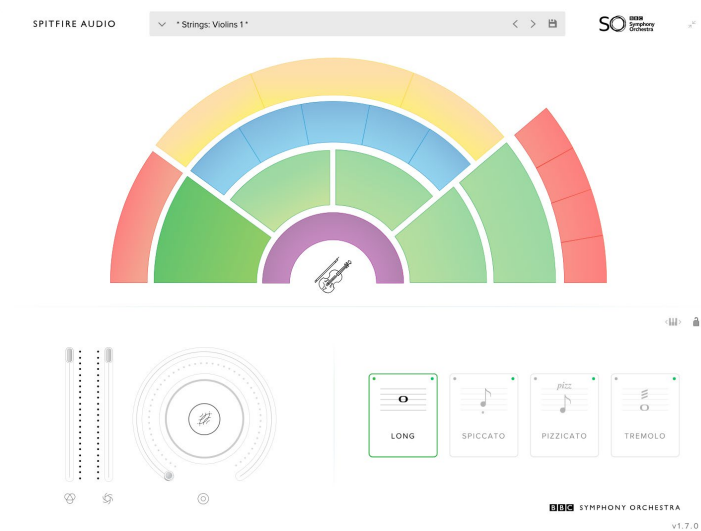 SPITFIRE AUDIO
" Strings: Violins 1 "
SO
BBC
Symphony
Orchestra
pizz
LONG
SPICCATO
PIZZICATO
TREMOLO
BBC SYMPHONY ORCHESTRA
v1.7.0